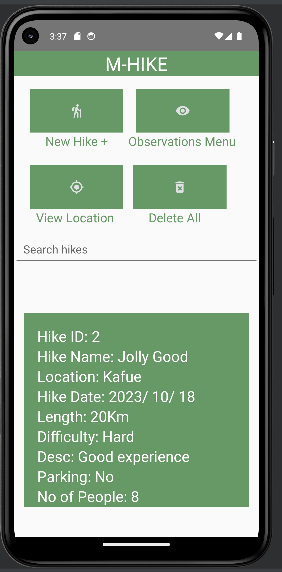 3:37
M-HIKE
New Hike +
Observations Menu
View Location
Delete All
Search hikes
Hike ID: 2
Hike Name: Jolly Good
Location: Kafue
Hike Date: 2023/ 10/ 18
Length: 20Km
Difficulty: Hard
Desc: Good experience
Parking: No
No of People: 8